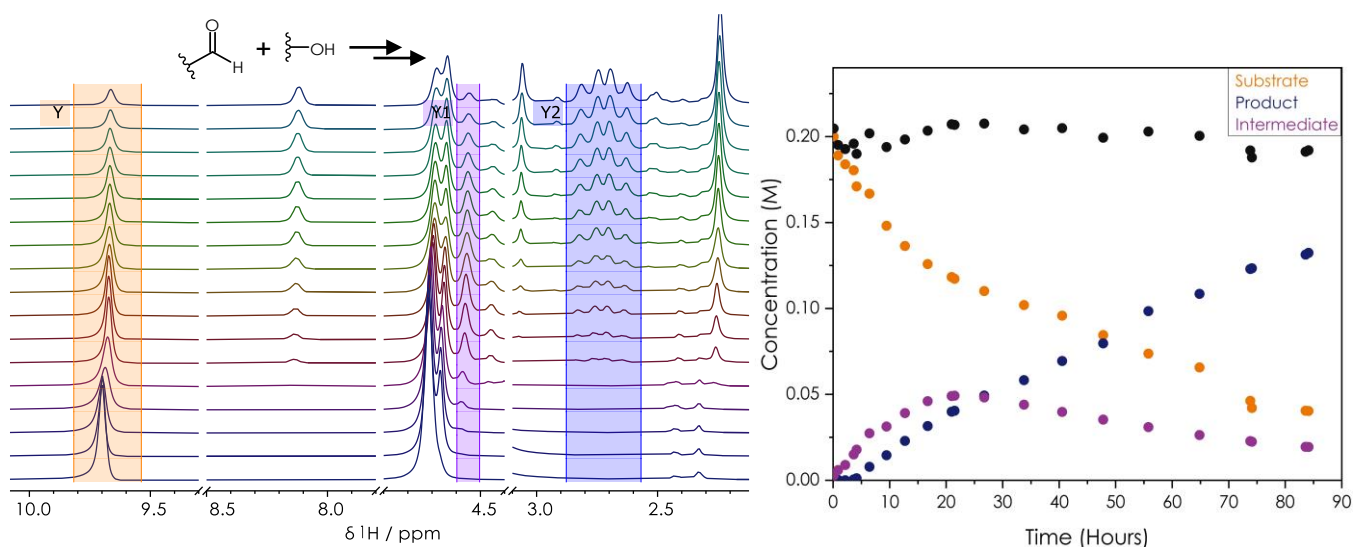 O
H
+
OH
Y
Y1
Y2
10.0 9.5 8.5 8.0 4.5 3.0 2.5
δ ¹H / ppm
Substrate
Product
Intermediate
0.20
0.15
0.10
0.05
0.00
Concentration (M)
0 10 20 30 40 50 60 70 80 90
Time (Hours)